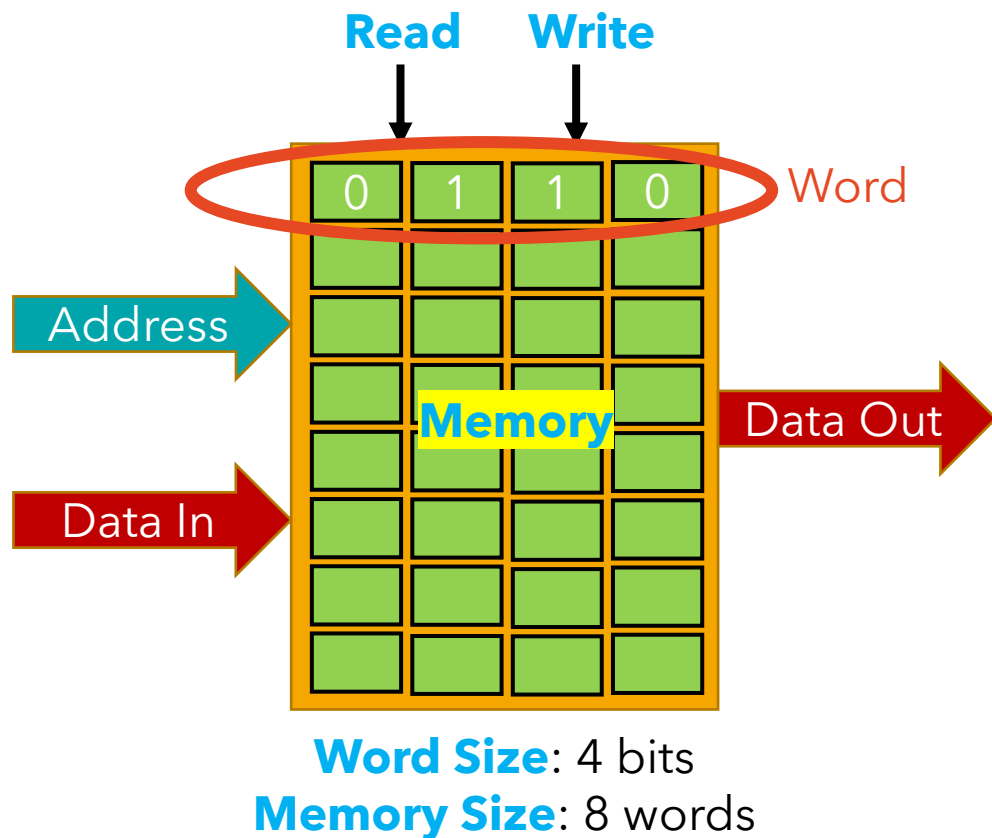 Read Write
0 1 1 0 Word
Address
Memory
Data Out
Data In
Word Size: 4 bits
Memory Size: 8 words